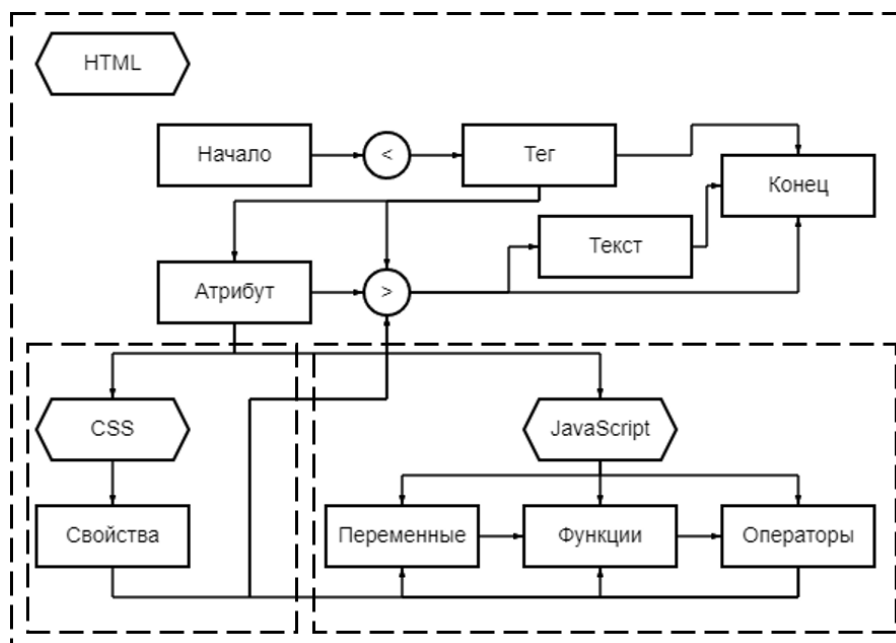 HTML
Начало
<
Тег
Конец
Текст
Атрибут
>
CSS
JavaScript
Свойства
Переменные
Функции
Операторы